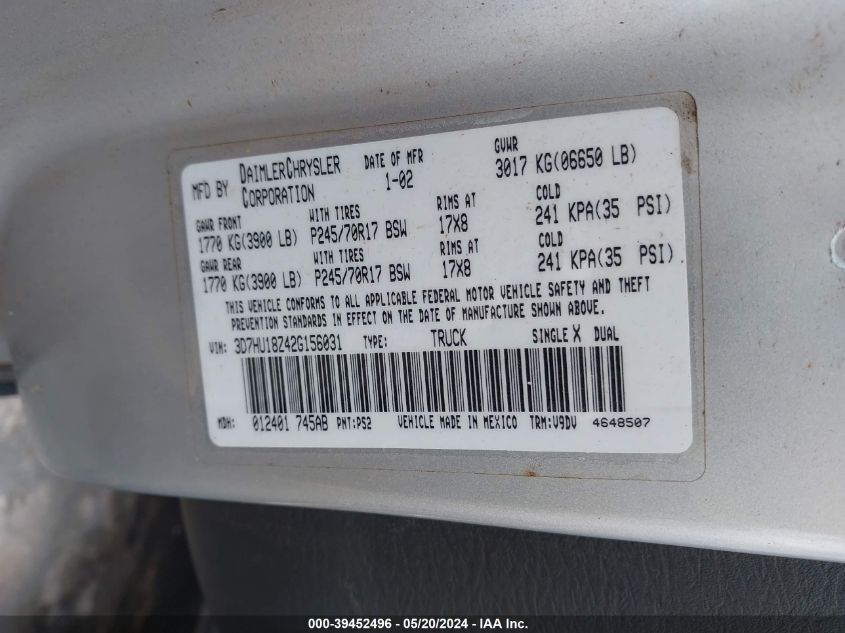 MFD BY DAIMLERCHRYSLER CORPORATION DATE OF MFR 1-02 GVWR 3017 KG(06650 LB)
GAWR FRONT WITH TIRES RIMS AT COLD
1770 KG(3900 LB) P245/70R17 BSW 17X8 241 KPA(35 PSI)
GAWR REAR WITH TIRES RIMS AT COLD
1770 KG(3900 LB) P245/70R17 BSW 17X8 241 KPA(35 PSI)
THIS VEHICLE CONFORMS TO ALL APPLICABLE FEDERAL MOTOR VEHICLE SAFETY AND THEFT
PREVENTION STANDARDS IN EFFECT ON THE DATE OF MANUFACTURE SHOWN ABOVE.
VIN: 3D7HU18Z42G156031 TYPE: TRUCK SINGLE X DUAL
MDH: 012401 745AB PNT:PS2 VEHICLE MADE IN MEXICO TRM:V9DV 4648507
000-39452496 - 05/20/2024 - IAA Inc.